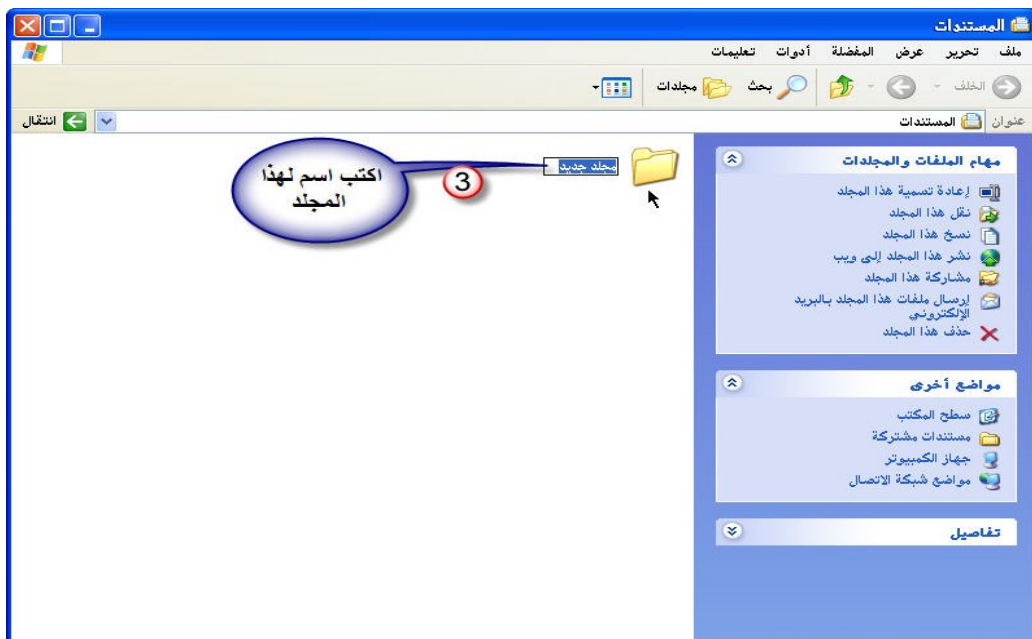 المستندات
ملف تحرير عرض المفضلة أدوات تعليمات
الخلف بحث مجلدات
عنوان المستندات انتقال
مهام الملفات والمجلدات
إعادة تسمية هذا المجلد
نقل هذا المجلد
نسخ هذا المجلد
نشر هذا المجلد إلى ويب
مشاركة هذا المجلد
إرسال ملفات هذا المجلد بالبريد
الإلكتروني
حذف هذا المجلد
مواضع أخرى
سطح المكتب
مستندات مشتركة
جهاز الكمبيوتر
مواضع شبكة الاتصال
تفاصيل
مجلد جديد
3
اكتب اسم لهذا
المجلد